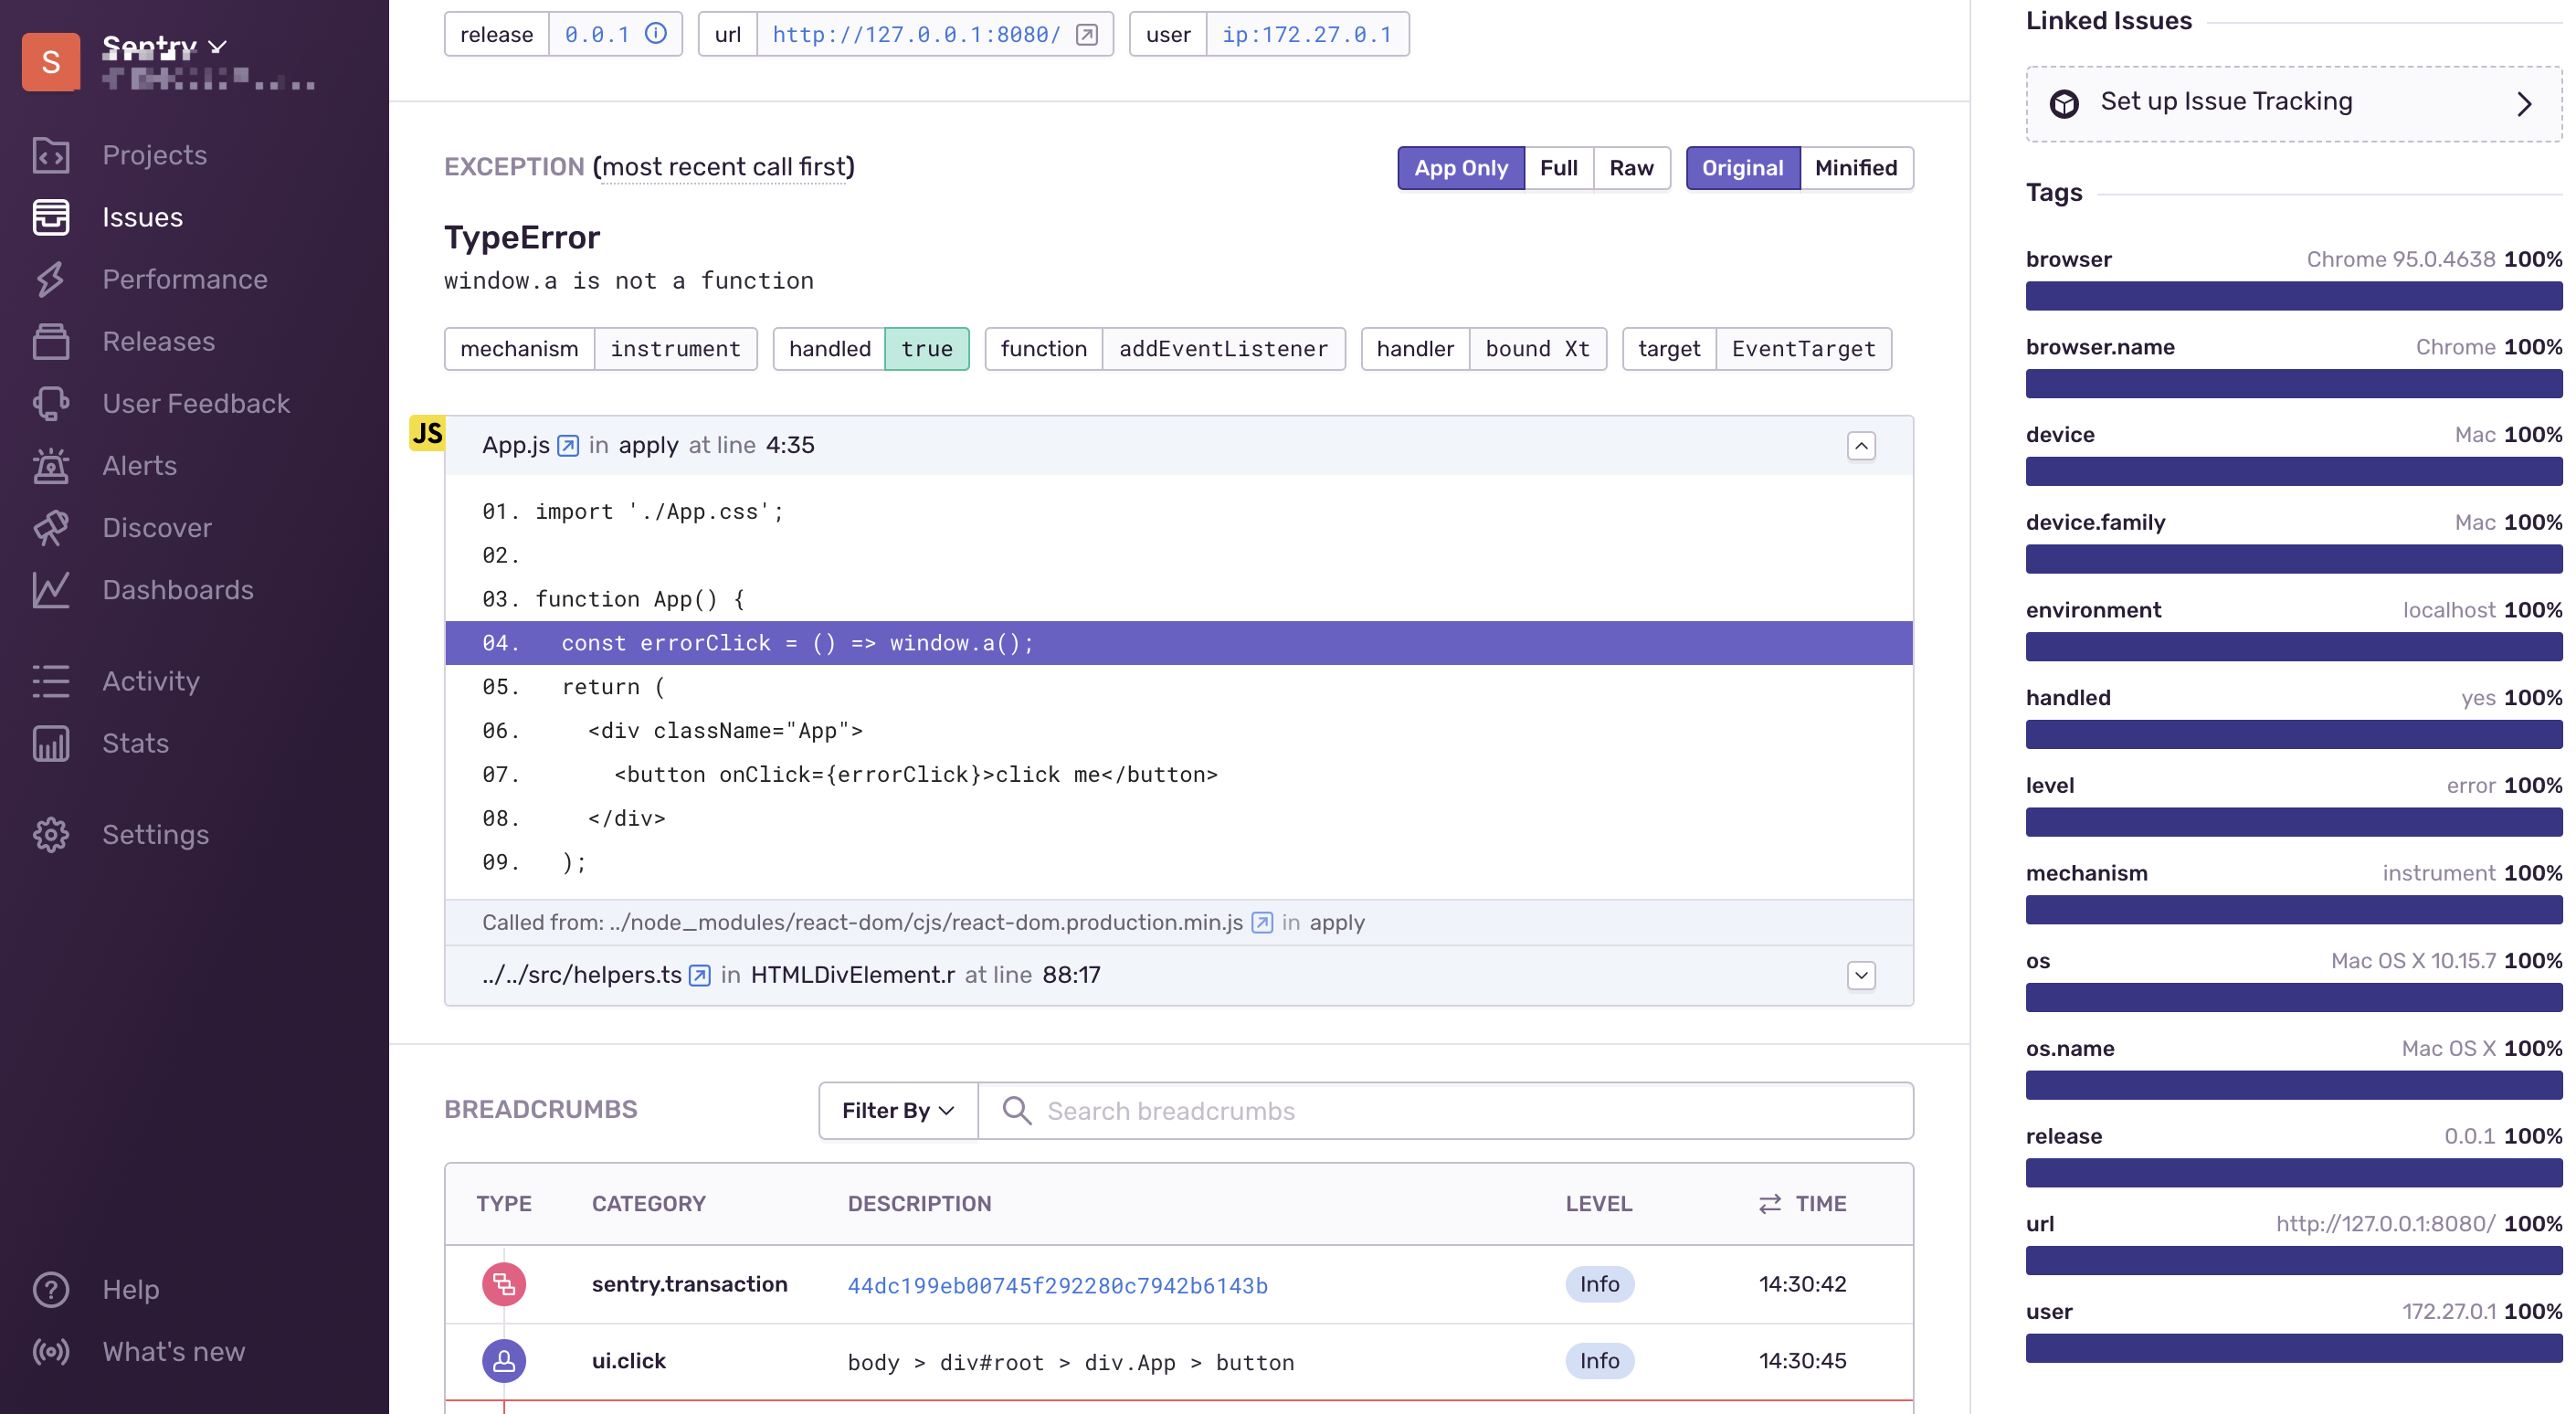 S
Sentry
Projects
Issues
Performance
Releases
User Feedback
Alerts
Discover
Dashboards
Activity
Stats
Settings
Help
What's new
release 0.0.1 url http://127.0.0.1:8080/ user ip:172.27.0.1
EXCEPTION (most recent call first) App Only Full Raw Original Minified
TypeError
window.a is not a function
mechanism instrument handled true function addEventListener handler bound Xt target EventTarget
JS App.js in apply at line 4:35
01. import './App.css';
02.
03. function App() {
04. const errorClick = () => window.a();
05. return (
06. <div className="App">
07. <button onClick={errorClick}>click me</button>
08. </div>
09. );
Called from: ../node_modules/react-dom/cjs/react-dom.production.min.js in apply
../../src/helpers.ts in HTMLDivElement.r at line 88:17
BREADCRUMBS Filter By Search breadcrumbs
TYPE CATEGORY DESCRIPTION LEVEL TIME
sentry.transaction 44dc199eb00745f292280c7942b6143b Info 14:30:42
ui.click body > div#root > div.App > button Info 14:30:45
Linked Issues
Set up Issue Tracking
Tags
browser Chrome 95.0.4638 100%
browser.name Chrome 100%
device Mac 100%
device.family Mac 100%
environment localhost 100%
handled yes 100%
level error 100%
mechanism instrument 100%
os Mac OS X 10.15.7 100%
os.name Mac OS X 100%
release 0.0.1 100%
url http://127.0.0.1:8080/ 100%
user 172.27.0.1 100%